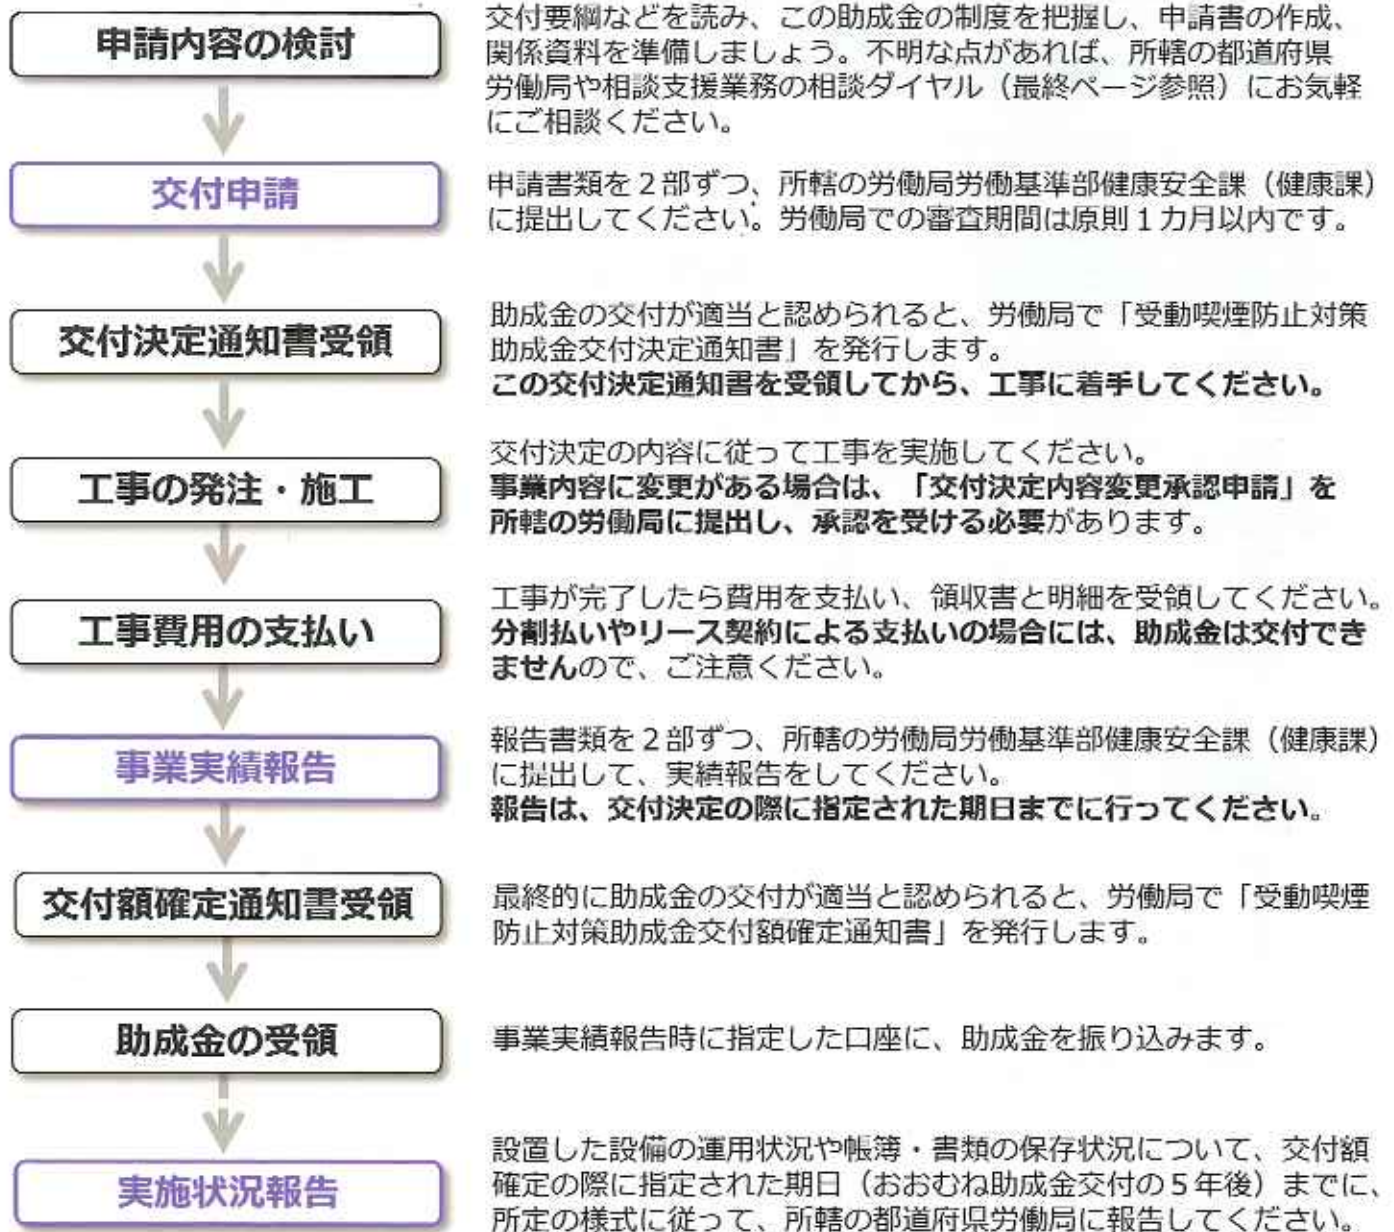 申請内容の検討
交付要綱などを読み、この助成金の制度を把握し、申請書の作成、
関係資料を準備しましょう。不明な点があれば、所轄の都道府県
労働局や相談支援業務の相談ダイヤル（最終ページ参照）にお気軽
にご相談ください。
交付申請
申請書類を２部ずつ、所轄の労働局労働基準部健康安全課（健康課）
に提出してください。労働局での審査期間は原則１カ月以内です。
交付決定通知書受領
助成金の交付が適当と認められると、労働局で「受動喫煙防止対策
助成金交付決定通知書」を発行します。
この交付決定通知書を受領してから、工事に着手してください。
工事の発注・施工
交付決定の内容に従って工事を実施してください。
事業内容に変更がある場合は、「交付決定内容変更承認申請」を
所轄の労働局に提出し、承認を受ける必要があります。
工事費用の支払い
工事が完了したら費用を支払い、領収書と明細を受領してください。
分割払いやリース契約による支払いの場合には、助成金は交付でき
ませんので、ご注意ください。
事業実績報告
報告書類を２部ずつ、所轄の労働局労働基準部健康安全課（健康課）
に提出して、実績報告をしてください。
報告は、交付決定の際に指定された期日までに行ってください。
交付額確定通知書受領
最終的に助成金の交付が適当と認められると、労働局で「受動喫煙
防止対策助成金交付額確定通知書」を発行します。
助成金の受領
事業実績報告時に指定した口座に、助成金を振り込みます。
実施状況報告
設置した設備の運用状況や帳簿・書類の保存状況について、交付額
確定の際に指定された期日（おおむね助成金交付の５年後）までに、
所定の様式に従って、所轄の都道府県労働局に報告してください。